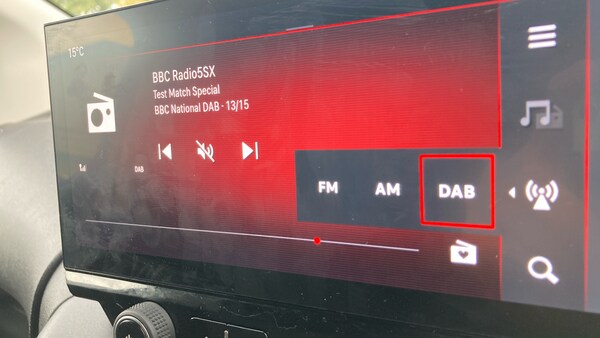 15°C
BBC Radio5SX
Test Match Special
BBC National DAB - 13/15
DAB
FM AM DAB